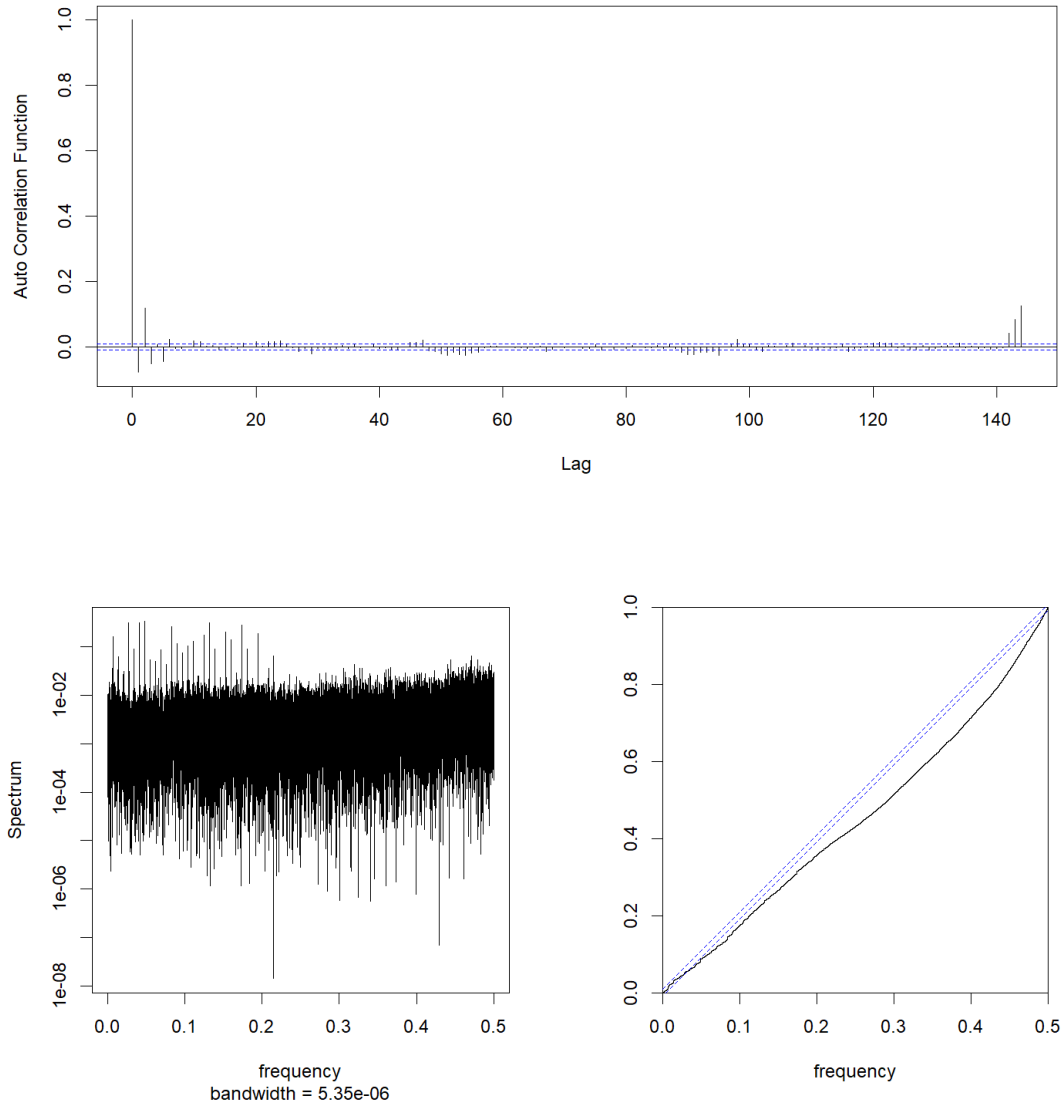 Auto Correlation Function
0.0 0.2 0.4 0.6 0.8 1.0
0 20 40 60 80 100 120 140
Lag
Spectrum
1e-08 1e-06 1e-04 1e-02
0.0 0.1 0.2 0.3 0.4 0.5
frequency
bandwidth = 5.35e-06
0.0 0.2 0.4 0.6 0.8 1.0
0.0 0.1 0.2 0.3 0.4 0.5
frequency